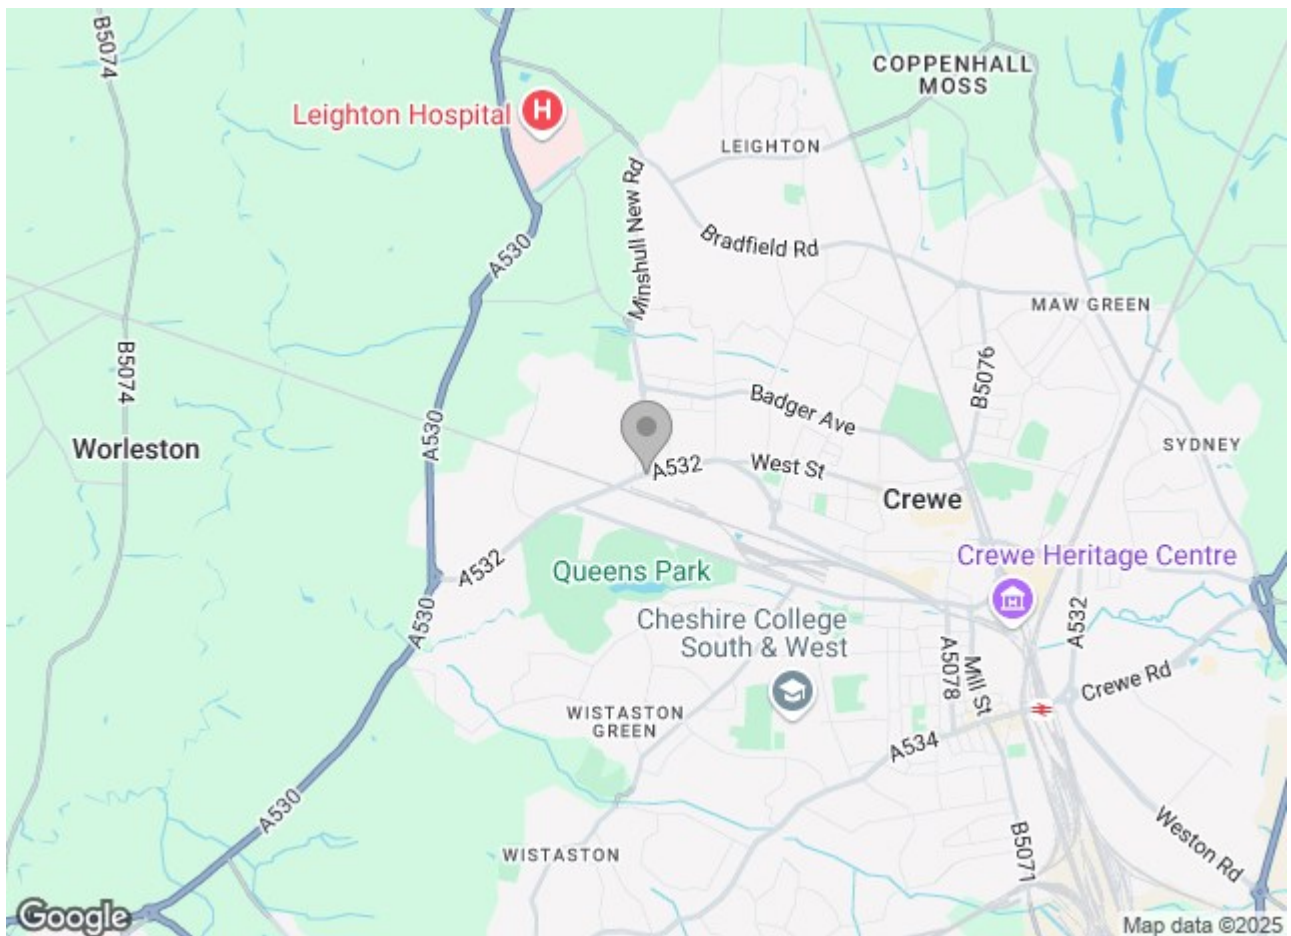 B5074
COPPENHALL
MOSS
Leighton Hospital
H
LEIGHTON
Minshull New Rd
Bradfield Rd
A530
MAW GREEN
B5074
B5076
Badger Ave
A530
Worleston
SYDNEY
A532
West St
Crewe
A532
Queens Park
Crewe Heritage Centre
A530
Cheshire College
South & West
A532
A5078
Mill St
Crewe Rd
WISTASTON
GREEN
A534
A530
WISTASTON
B5071
Weston Rd
Google
Map data ©2025